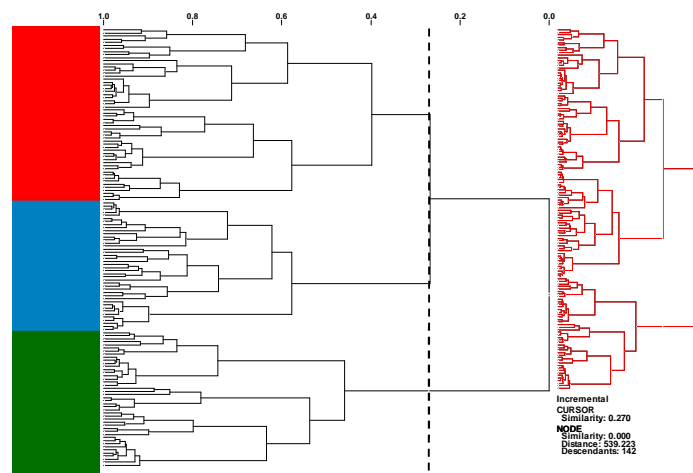 1.0 0.8 0.6 0.4 0.2 0.0
Incremental
CURSOR
Similarity: 0.270
NODE
Similarity: 0.000
Distance: 539.223
Descendants: 142